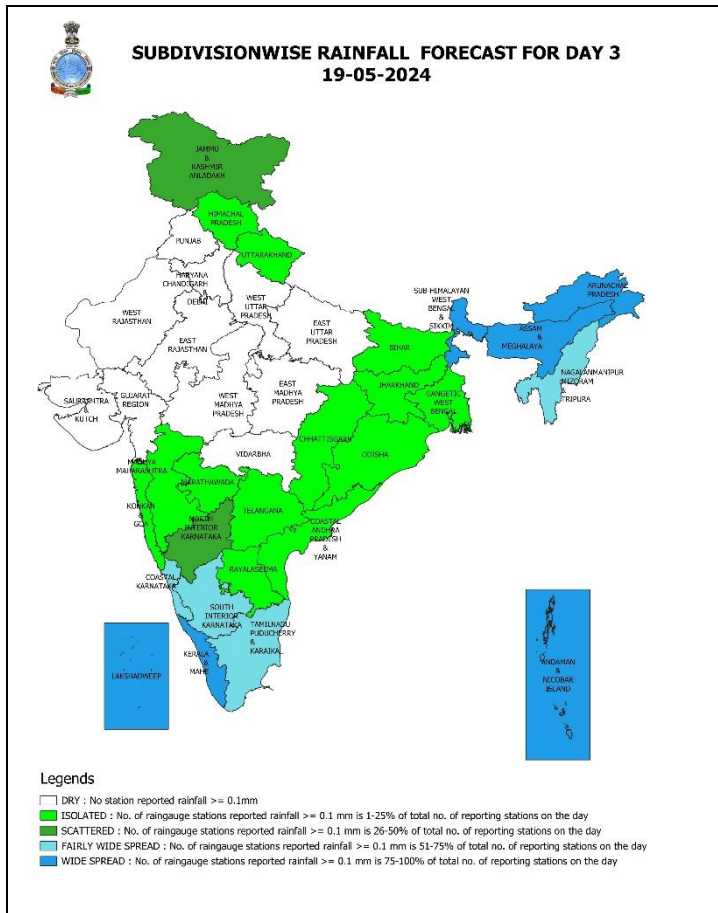 SUBDIVISIONWISE RAINFALL FORECAST FOR DAY 3
19-05-2024
JAMMU
&
KASHMIR
ANLADAKH
HIMACHAL
PRADESH
PUNJAB
UTTARAKHAND
HARYANA
CHANDIGARH
&
DELHI
WEST
UTTAR
PRADESH
WEST
RAJASTHAN
EAST
RAJASTHAN
EAST
UTTAR
PRADESH
SUB-HIMALAYAN
WEST
BENGAL
&
SIKKIM
ARUNACHAL
PRADESH
ASSAM
&
MEGHALAYA
NAGALANMANIPUR
MIZORAM
&
TRIPURA
BIHAR
JHARKHAND
GANGETIC
WEST
BENGAL
SAURASHTRA
&
KUTCH
GUJARAT
REGION
WEST
MADHYA
PRADESH
EAST
MADHYA
PRADESH
CHHATTISGARH
ODISHA
VIDARBHA
MADHYA
MAHARASHTRA
MARATHAWADA
KONKAN
&
GOA
TELANGANA
NORTH
INTERIOR
KARNATAKA
COASTAL
ANDHRA
PRADESH
&
YANAM
RAYALASEEMA
COASTAL
KARNATAKA
SOUTH
INTERIOR
KARNATAKA
TAMILNADU
PUDUCHERRY
&
KARAIKAL
KERALA
&
MAHE
LAKSHADWEEP
ANDAMAN
&
NICOBAR
ISLAND
Legends
DRY : No station reported rainfall >= 0.1mm
ISOLATED : No. of raingauge stations reported rainfall >= 0.1 mm is 1-25% of total no. of reporting stations on the day
SCATTERED : No. of raingauge stations reported rainfall >= 0.1 mm is 26-50% of total no. of reporting stations on the day
FAIRLY WIDE SPREAD : No. of raingauge stations reported rainfall >= 0.1 mm is 51-75% of total no. of reporting stations on the day
WIDE SPREAD : No. of raingauge stations reported rainfall >= 0.1 mm is 75-100% of total no. of reporting stations on the day